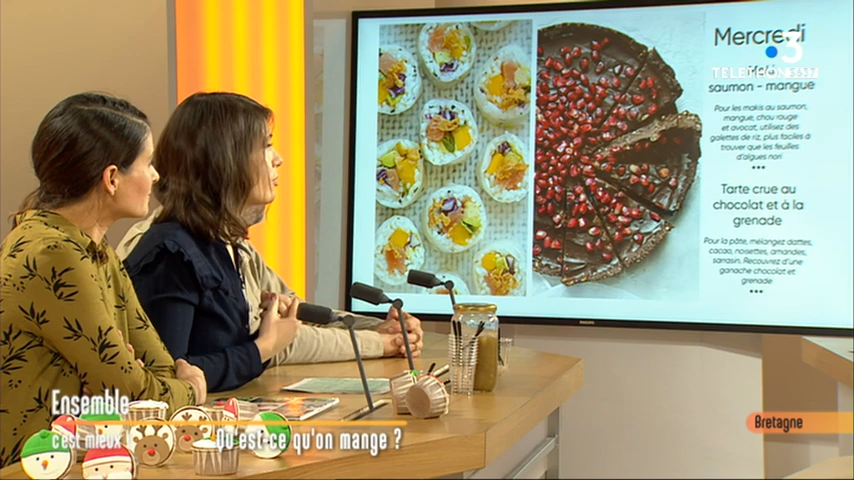 Mercredi
3
TELETHON 3637
Maki
saumon - mangue
Pour les makis au saumon,
mangue, chou rouge
et avocat, utilisez des
galettes de riz, plus faciles à
trouver que les feuilles
d'algues nori
•••
Tarte crue au
chocolat et à la
grenade
Pour la pâte, mélangez dattes,
cacao, noisettes, amandes,
sarrasin. Recouvrez d'une
ganache chocolat et
grenade
•••
PHILIPS
Ensemble
c'est mieux !
Qu'est-ce qu'on mange ?
Bretagne